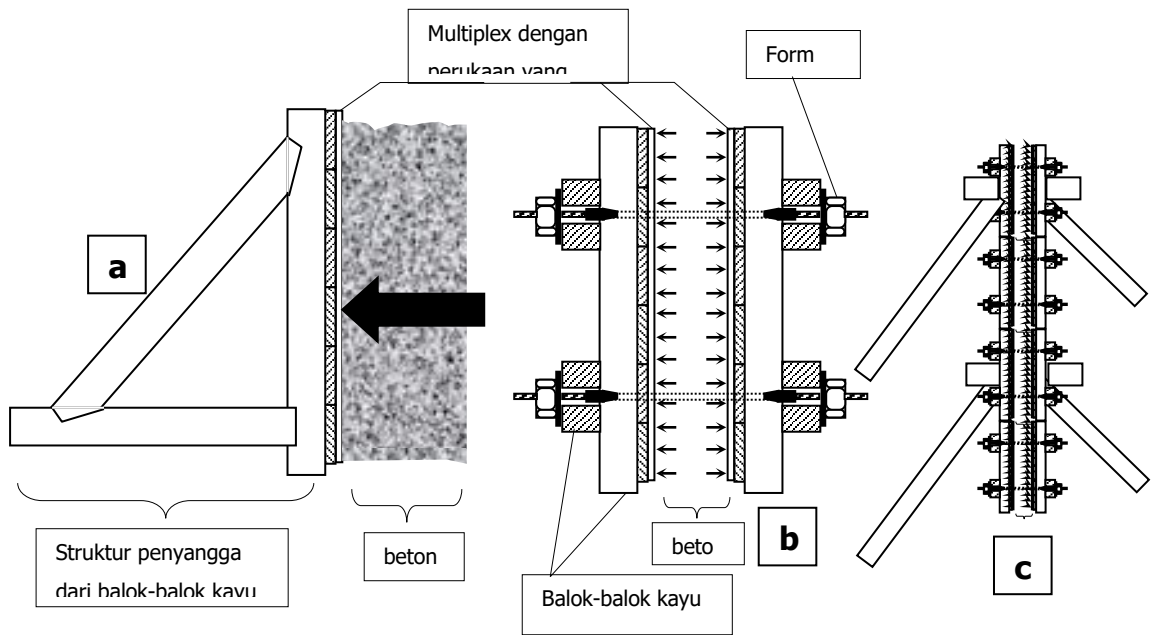 Multiplex dengan
perukaan yang
Form
a
Struktur penyangga
dari balok-balok kayu
beton
beto
b
Balok-balok kayu
c